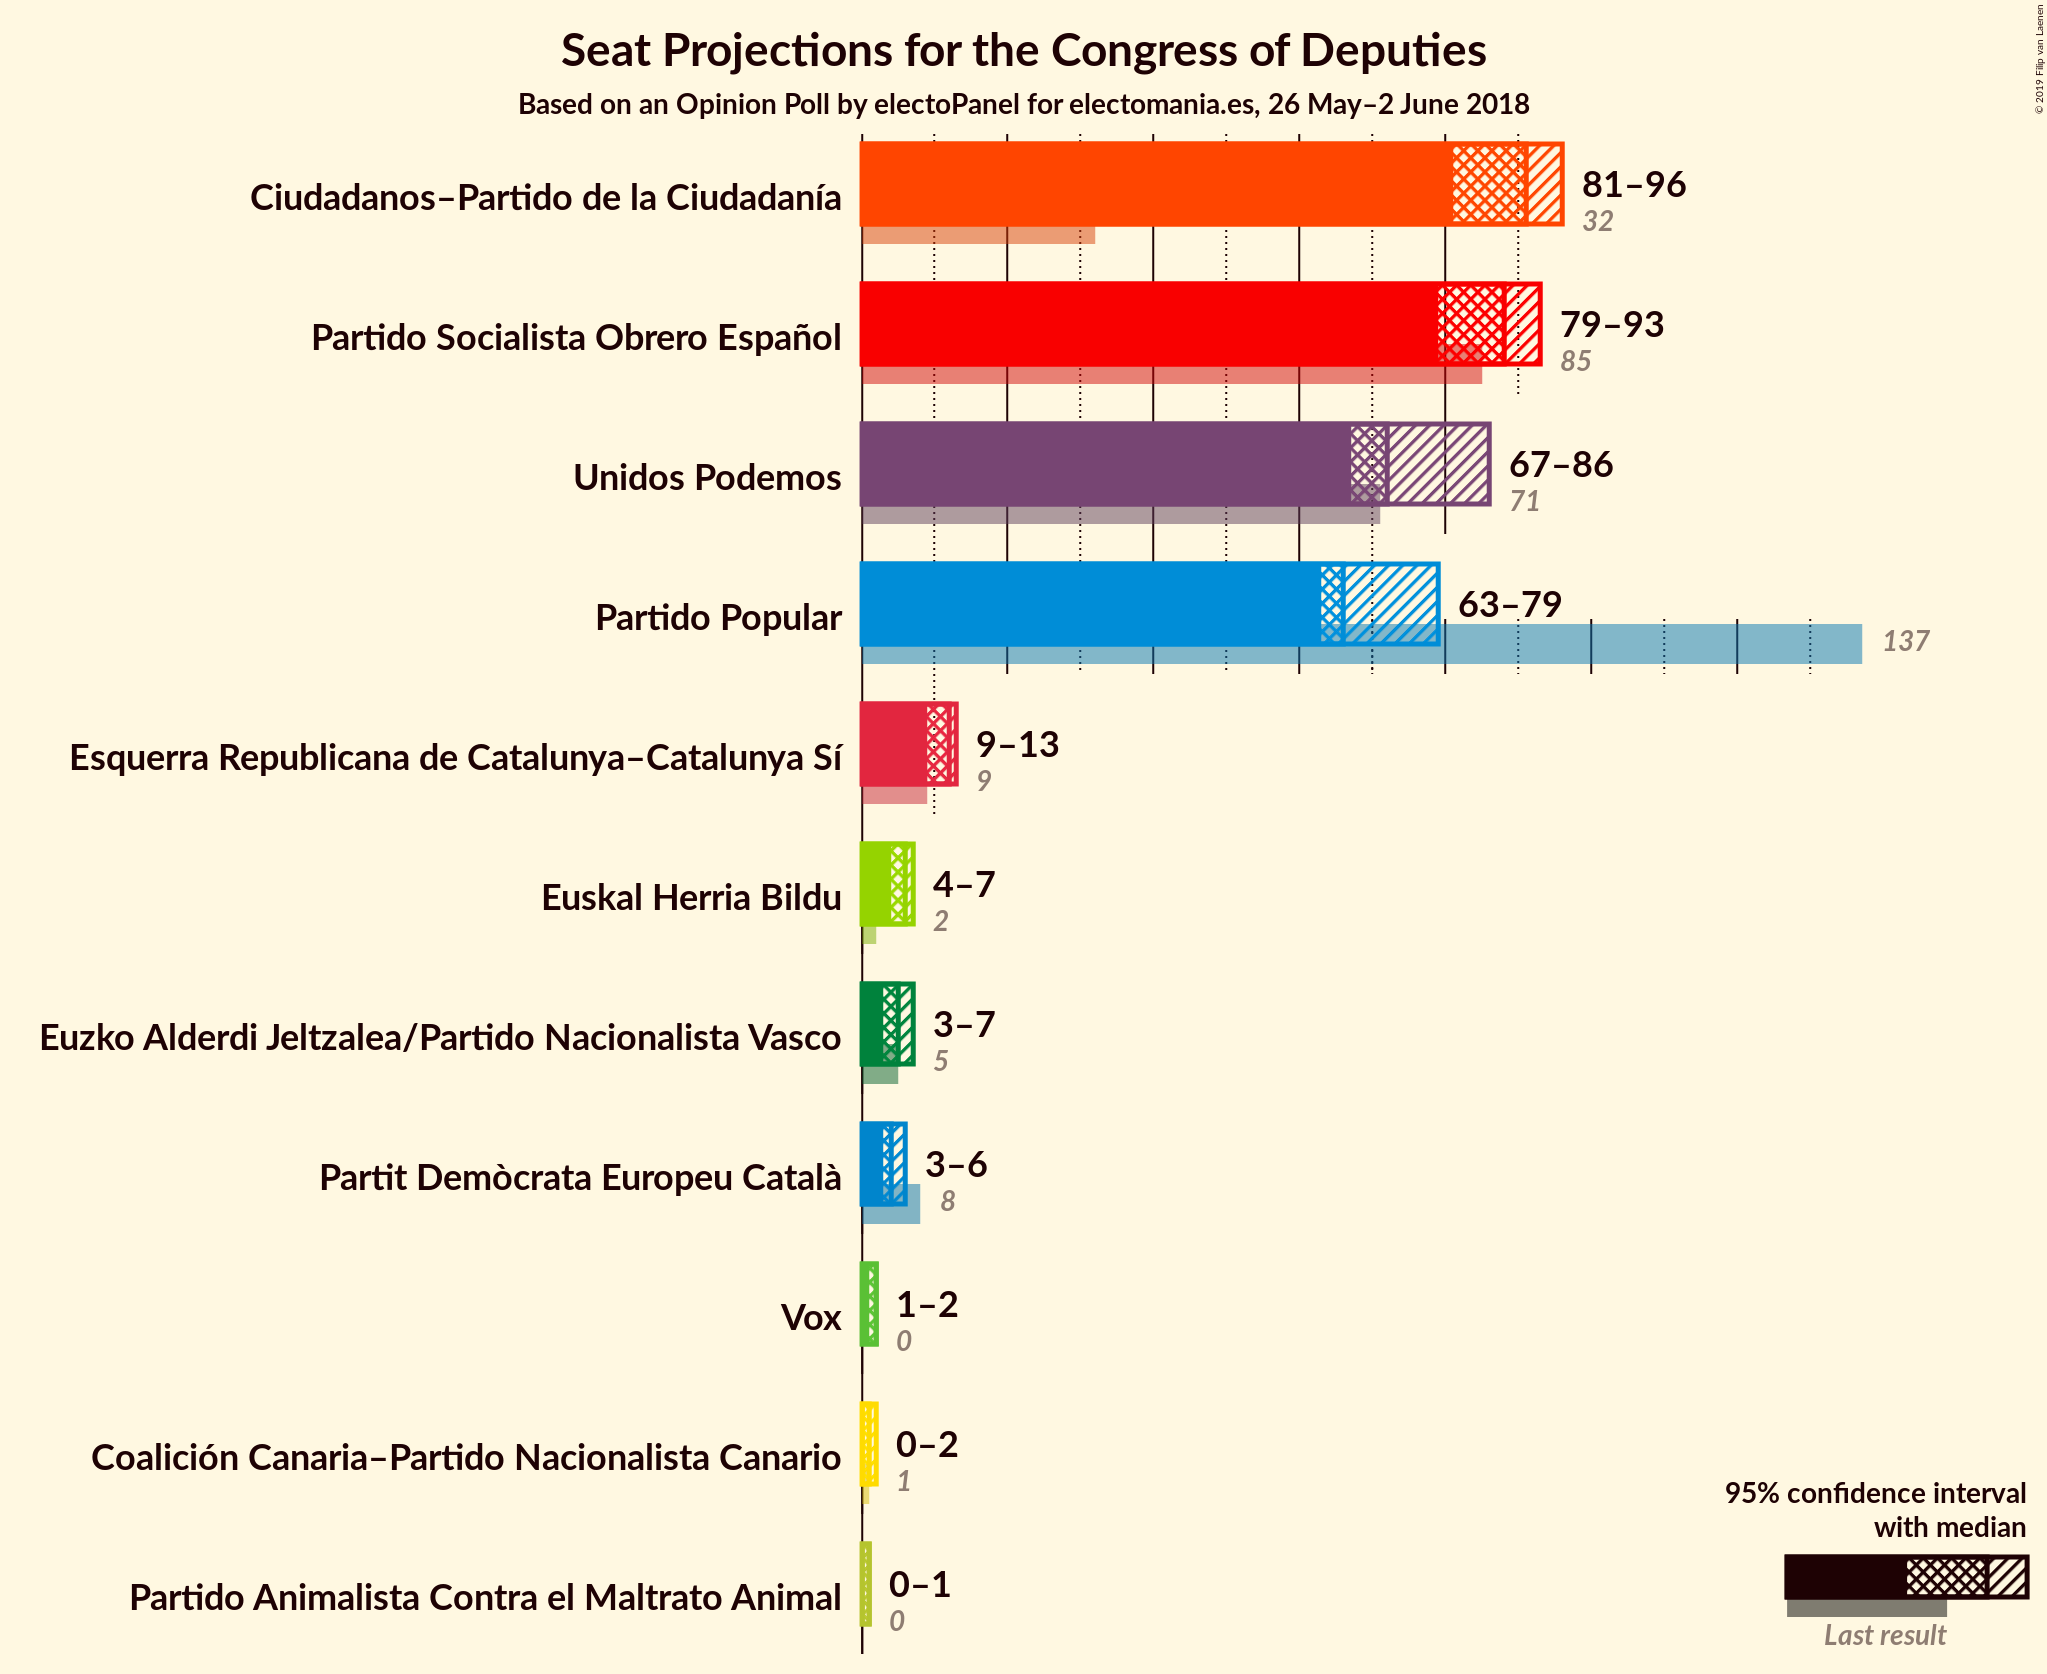 Seat Projections for the Congress of Deputies
Based on an Opinion Poll by electoPanel for electomania.es, 26 May–2 June 2018
© 2019 Filip van Laenen
Ciudadanos–Partido de la Ciudadanía
81–96
32
Partido Socialista Obrero Español
79–93
85
Unidos Podemos
67–86
71
Partido Popular
63–79
137
Esquerra Republicana de Catalunya–Catalunya Sí
9–13
9
Euskal Herria Bildu
4–7
2
Euzko Alderdi Jeltzalea/Partido Nacionalista Vasco
3–7
5
Partit Demòcrata Europeu Català
3–6
8
Vox
1–2
0
Coalición Canaria–Partido Nacionalista Canario
0–2
1
Partido Animalista Contra el Maltrato Animal
0–1
0
95% confidence interval
with median
Last result